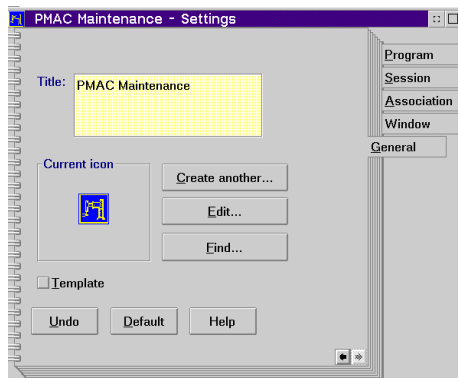 PMAC Maintenance - Settings
Program
Session
Association
Window
General
Title:
PMAC Maintenance
Current icon
Create another...
Edit...
Find...
Template
Undo
Default
Help